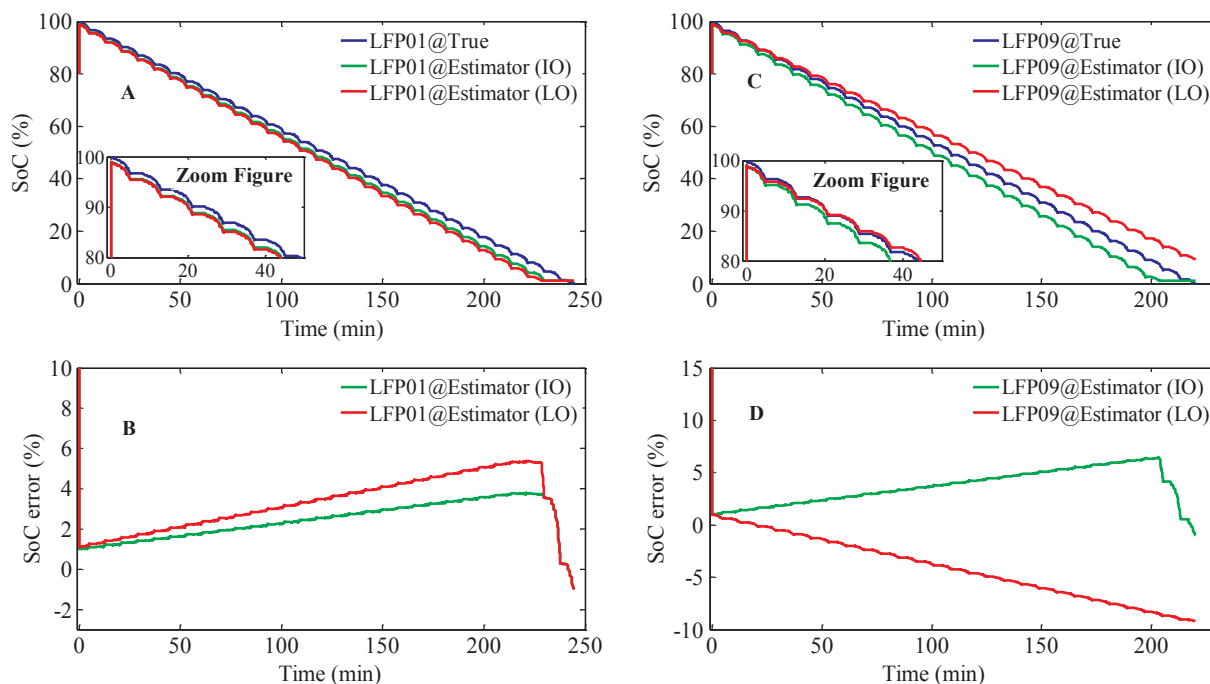 100
80
60
40
20
0
SoC (%)
LFP01@True
LFP01@Estimator (IO)
LFP01@Estimator (LO)
A
100
90
80
Zoom Figure
0
20
40
0
50
100
150
200
250
Time (min)
100
80
60
40
20
0
SoC (%)
LFP09@True
LFP09@Estimator (IO)
LFP09@Estimator (LO)
C
100
90
80
Zoom Figure
0
20
40
0
50
100
150
200
Time (min)
10
8
6
4
2
0
-2
SoC error (%)
LFP01@Estimator (IO)
LFP01@Estimator (LO)
B
0
50
100
150
200
250
Time (min)
15
10
5
0
-5
-10
SoC error (%)
LFP09@Estimator (IO)
LFP09@Estimator (LO)
D
0
50
100
150
200
Time (min)